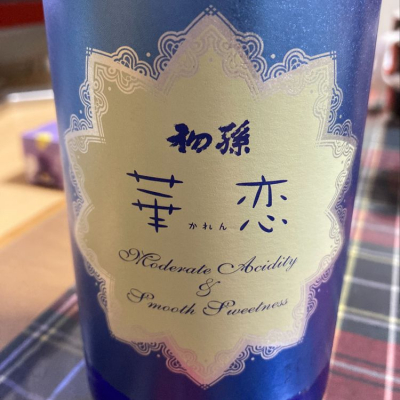 初孫
華恋
かれん
Moderate Acidity
&
Smooth Sweetness